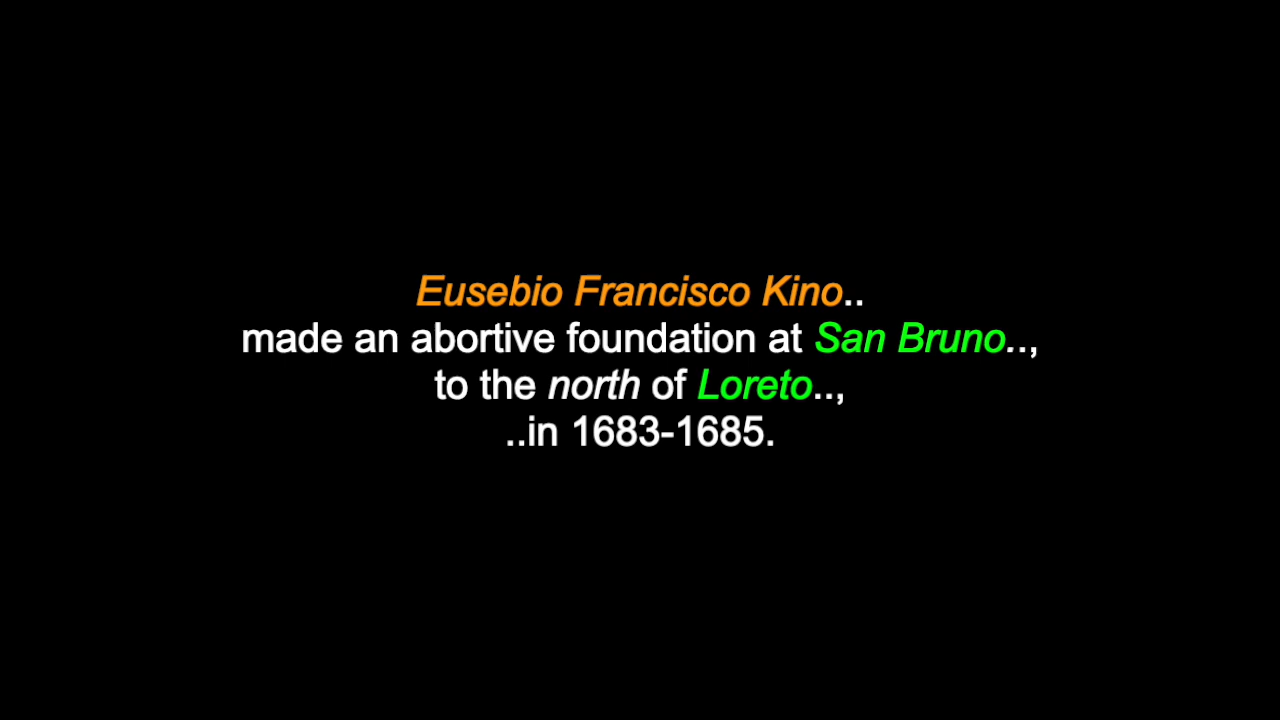 Eusebio Francisco Kino..
made an abortive foundation at San Bruno..,
to the north of Loreto..,
..in 1683-1685.